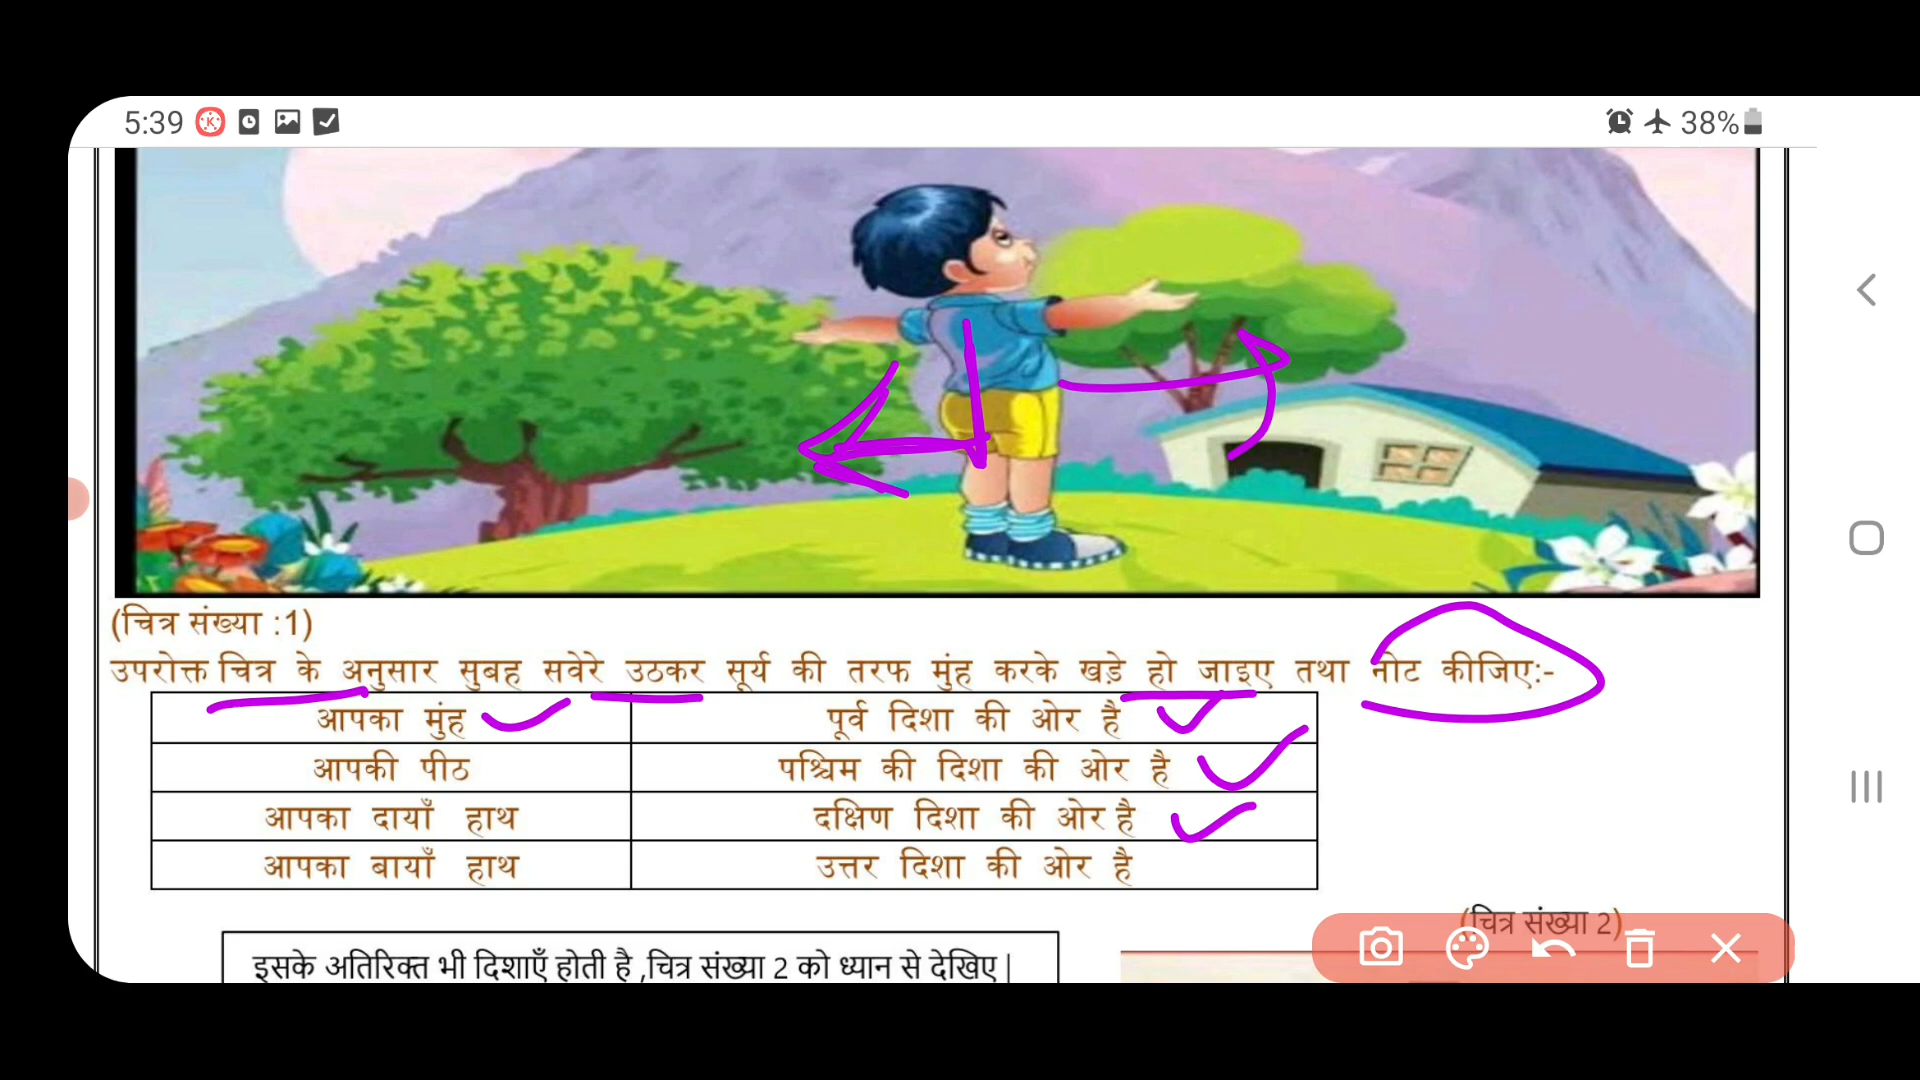 5:39
38%
(चित्र संख्या :1)
उपरोक्त चित्र के अनुसार सुबह सवेरे उठकर सूर्य की तरफ मुंह करके खड़े हो जाइए तथा नोट कीजिए:-
आपका मुंह पूर्व दिशा की ओर है
आपकी पीठ पश्चिम की दिशा की ओर है
आपका दायाँ हाथ दक्षिण दिशा की ओर है
आपका बायाँ हाथ उत्तर दिशा की ओर है
(चित्र संख्या 2)
इसके अतिरिक्त भी दिशाएँ होती है ,चित्र संख्या 2 को ध्यान से देखिए |